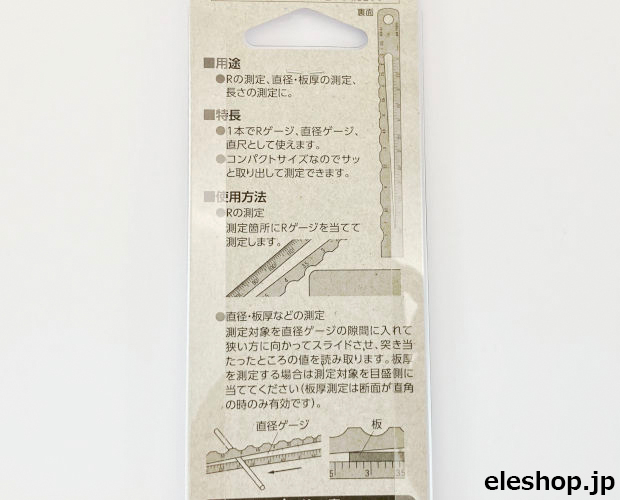 裏面
■用途
●Rの測定、直径・板厚の測定、
長さの測定に。
■特長
●1本でRゲージ、直径ゲージ、
直尺として使えます。
●コンパクトサイズなのでサッ
と取り出して測定できます。
■使用方法
●Rの測定
測定箇所にRゲージを当てて
測定します。
●直径・板厚などの測定
測定対象を直径ゲージの隙間に入れて
狭い方に向かってスライドさせ、突き当
たったところの値を読み取ります。板厚
を測定する場合は測定対象を目盛側に
当ててください(板厚測定は断面が直角
の時のみ有効です)。
直径ゲージ
板
5 3 35
eleshop.jp